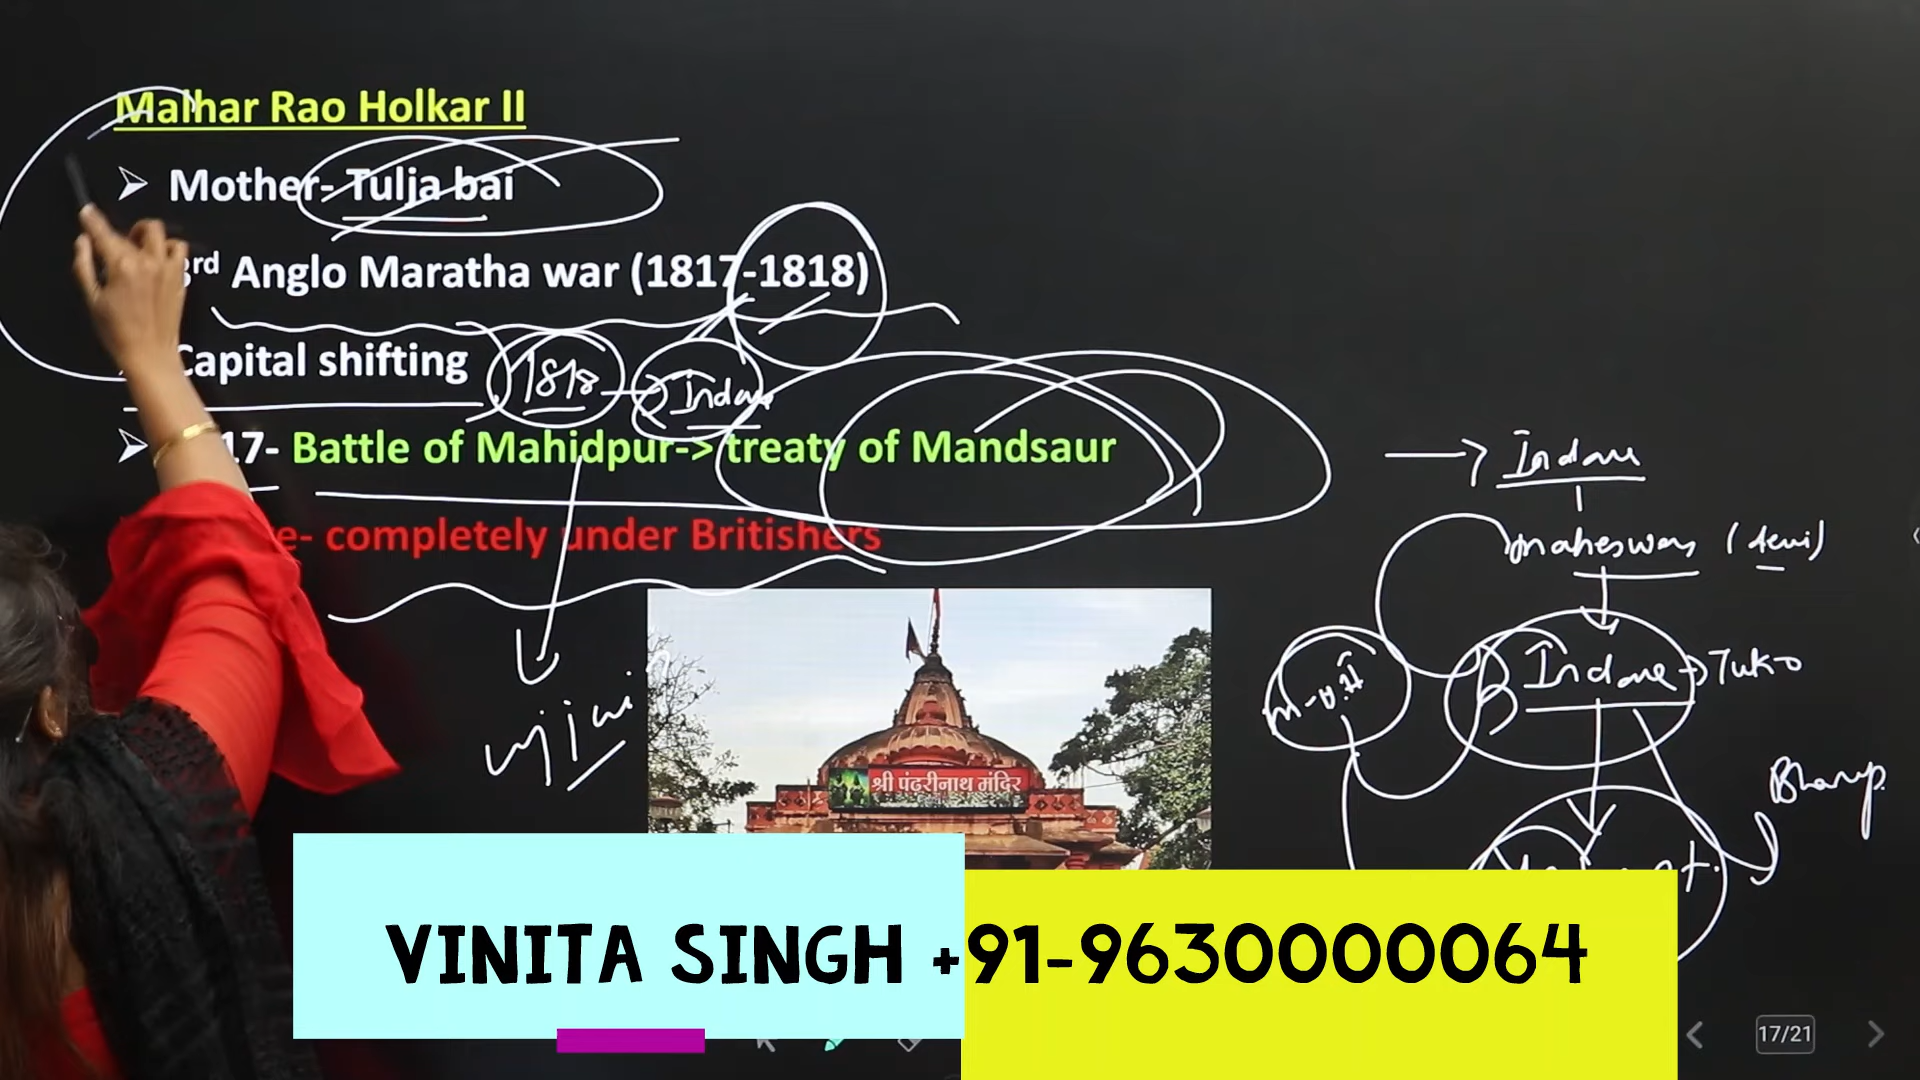 Malhar Rao Holkar II
Mother- Tulja bai
3rd Anglo Maratha war (1817-1818)
Capital shifting 1818 → Indore
17- Battle of Mahidpur-> treaty of Mandsaur
→ Indore
e- completely under Britishers
Maheswar
Indore → Tuko
श्री पंढरीनाथ मंदिर
VINITA SINGH +91-9630000064
17/21